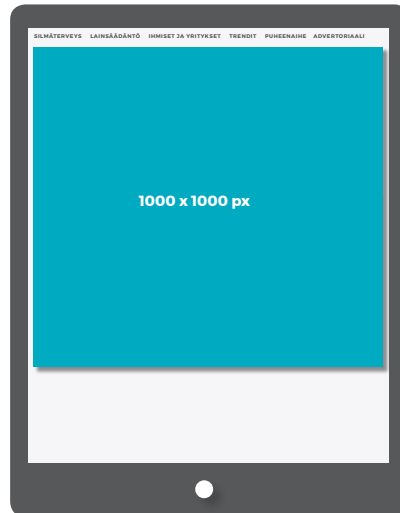 SILMÄTERVEYS LAINSÄÄDÄNTÖ IHMISET JA YRITYKSET TRENDIT PUHEENAIHE ADVERTORIAALI
1000 x 1000 px